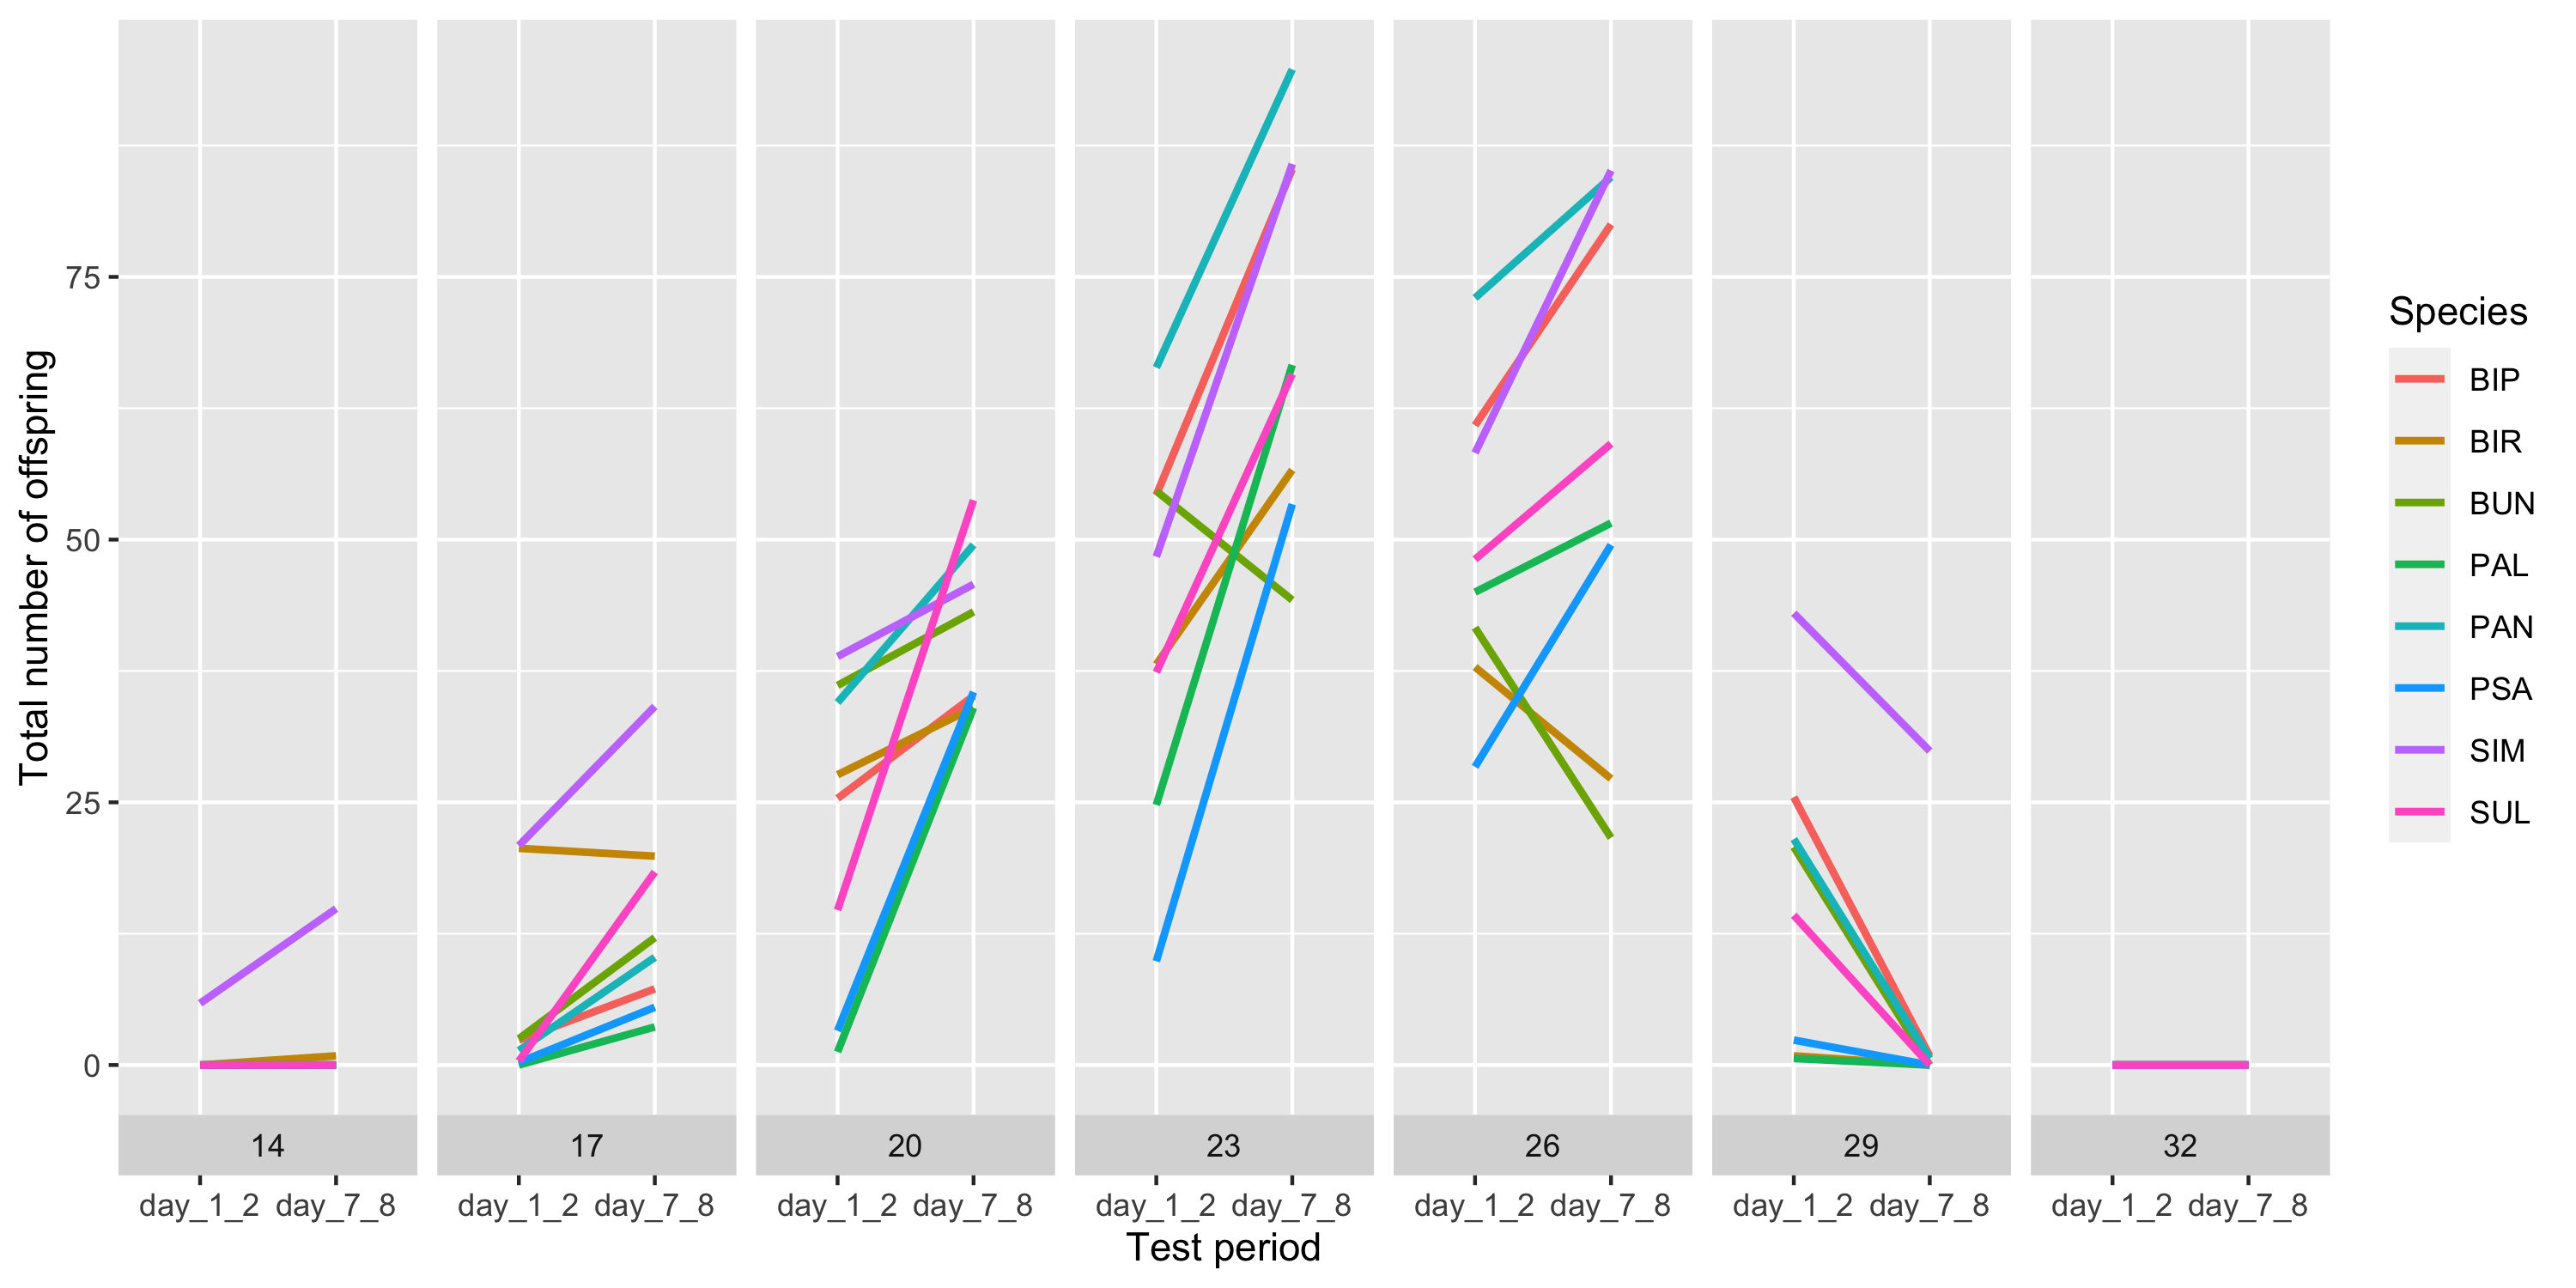 Total number of offspring
75
50
25
0
14 17 20 23 26 29 32
day_1_2 day_7_8 day_1_2 day_7_8 day_1_2 day_7_8 day_1_2 day_7_8 day_1_2 day_7_8 day_1_2 day_7_8 day_1_2 day_7_8
Test period
Species
BIP
BIR
BUN
PAL
PAN
PSA
SIM
SUL